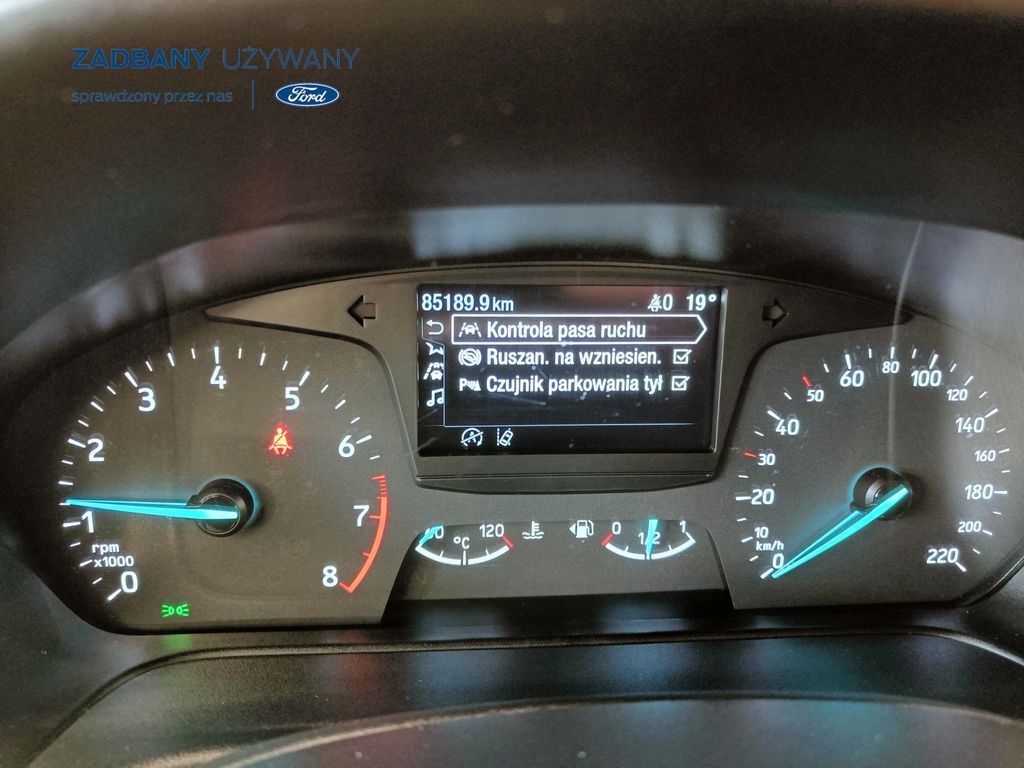 ZADBANY UŻYWANY
sprawdzony przez nas
Ford
85189.9 km
0 19°
Kontrola pasa ruchu
Ruszan. na wzniesien.
P Czujnik parkowania tył
0
1
2
3
4
5
6
7
8
rpm
x1000
120
°C
0
1/2
1
0
10
20
30
40
50
60
80
100
120
140
160
180
200
220
km/h